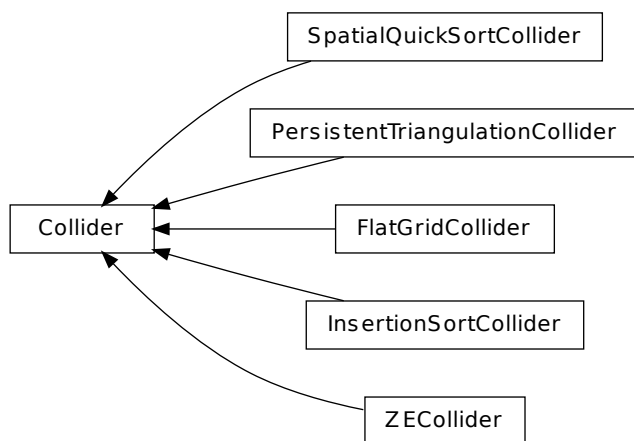 SpatialQuickSortCollider
PersistentTriangulationCollider
Collider
FlatGridCollider
InsertionSortCollider
ZECollider